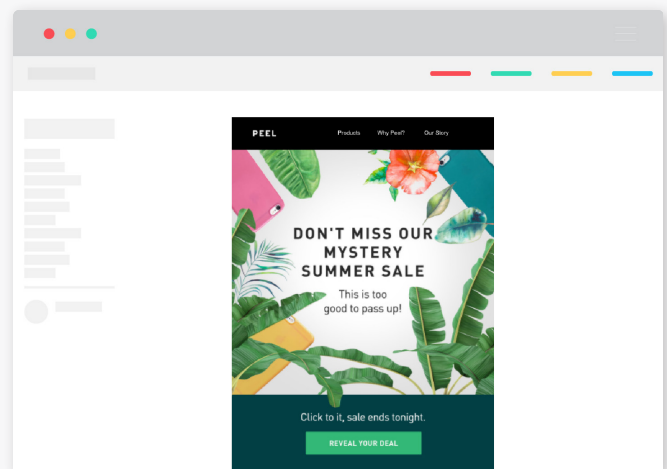 PEEL
Products Why Peel? Our Story
DON'T MISS OUR
MYSTERY
SUMMER SALE
This is too
good to pass up!
Click to it, sale ends tonight.
REVEAL YOUR DEAL